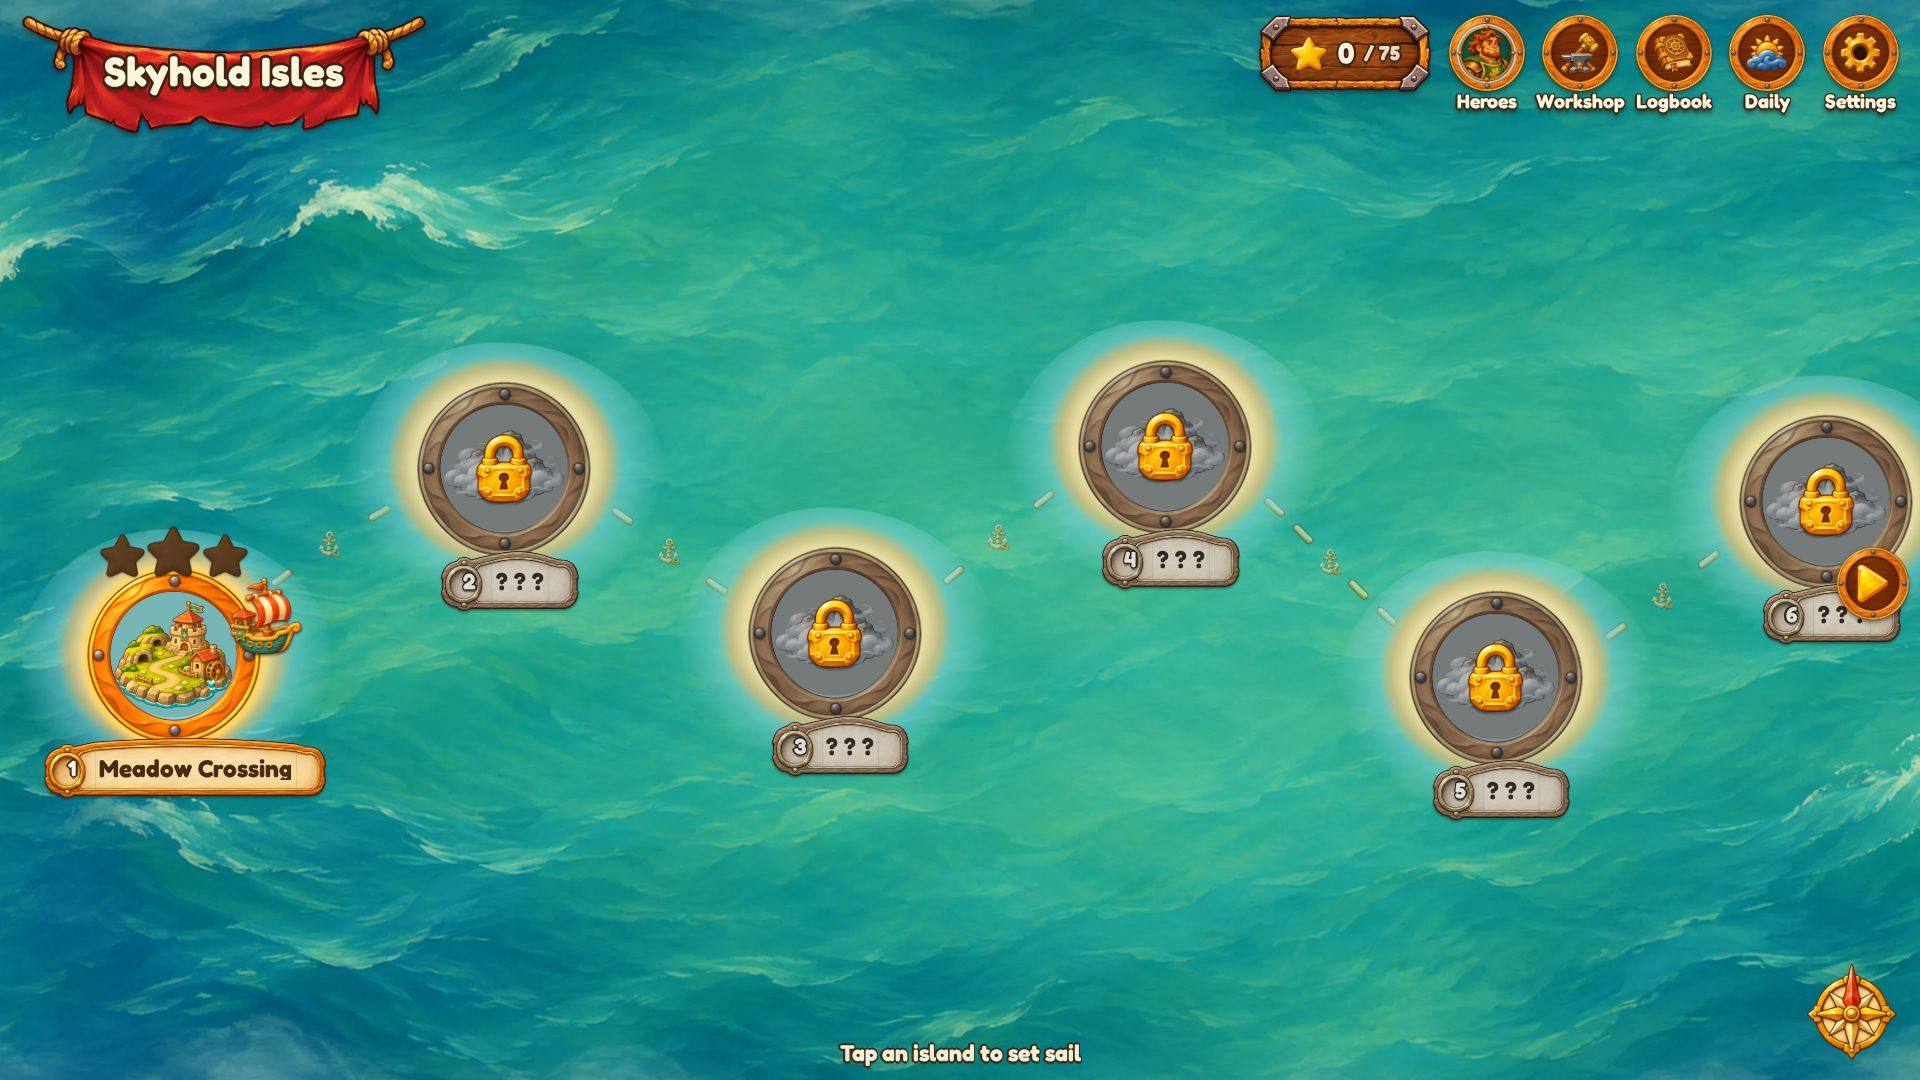 Skyhold Isles
0 / 75
Heroes
Workshop
Logbook
Daily
Settings
2 ???
4 ???
6 ???
3 ???
1 Meadow Crossing
5 ???
Tap an island to set sail